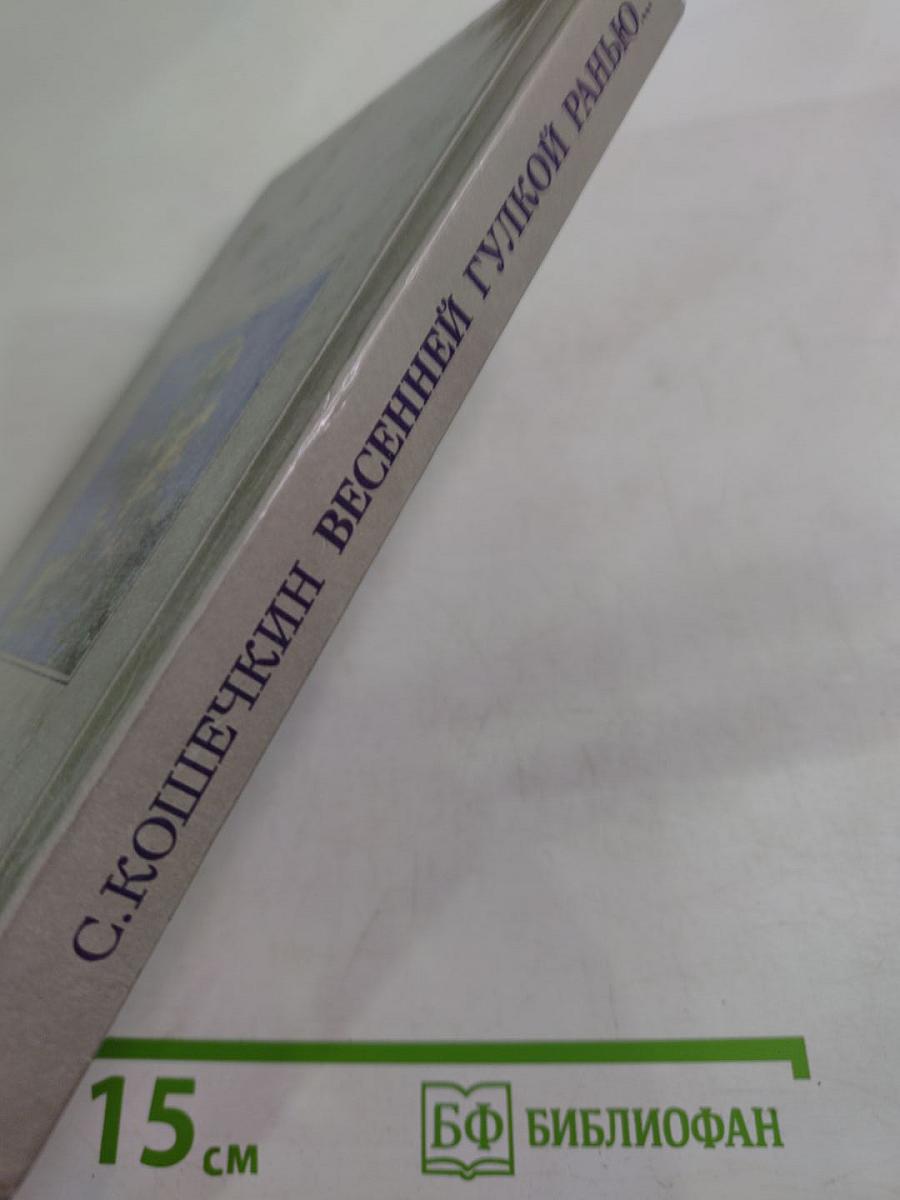 С.КОШЕЧКИН ВЕСЕННЕЙ ГУЛКОЙ РАНЬЮ...
15 см
БФ БИБЛИОФАН